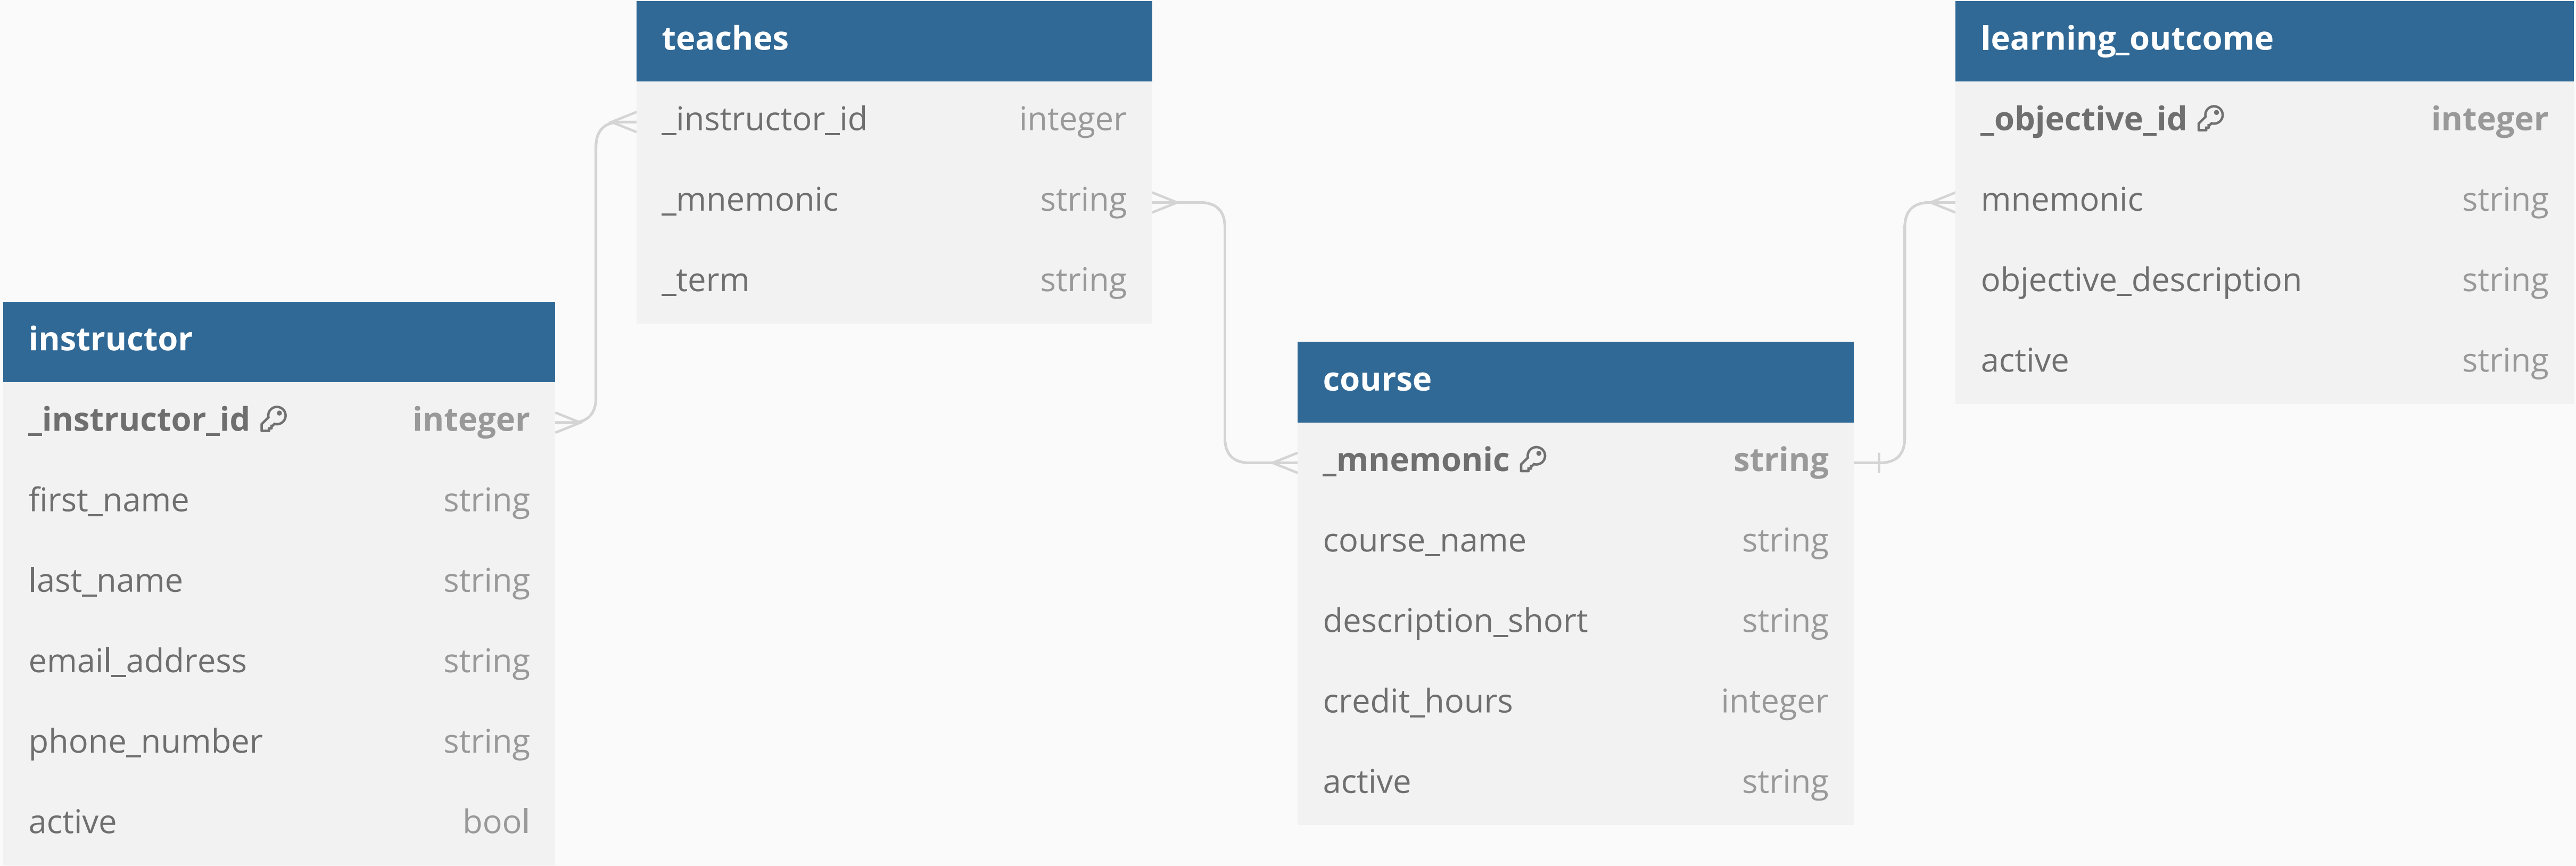 teaches
_instructor_id integer
_mnemonic string
_term string
instructor
_instructor_id integer
first_name string
last_name string
email_address string
phone_number string
active bool
course
_mnemonic string
course_name string
description_short string
credit_hours integer
active string
learning_outcome
_objective_id integer
mnemonic string
objective_description string
active string